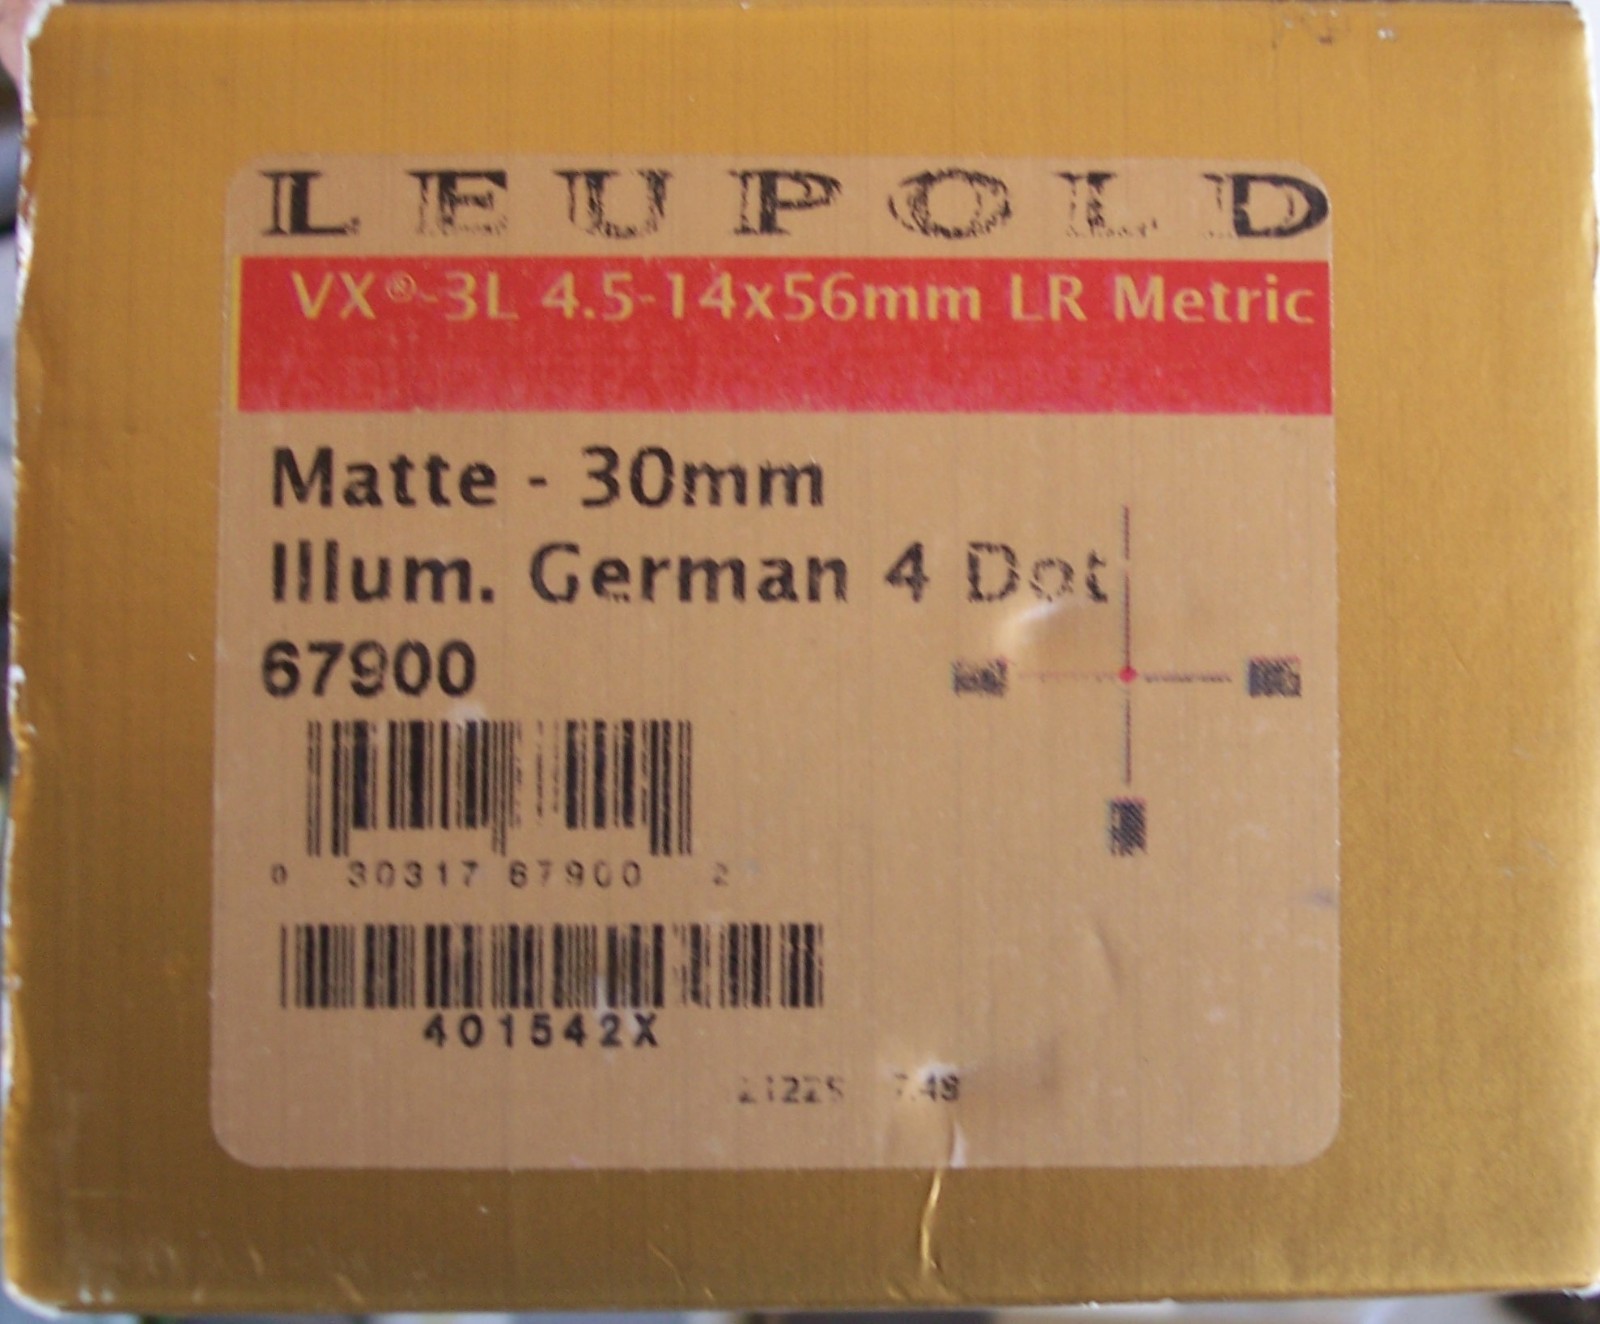 LEUPOLD
VX®-3L 4.5-14x56mm LR Metric
Matte - 30mm
Illum. German 4 Dot
67900
0 30317 67900 2
401542X